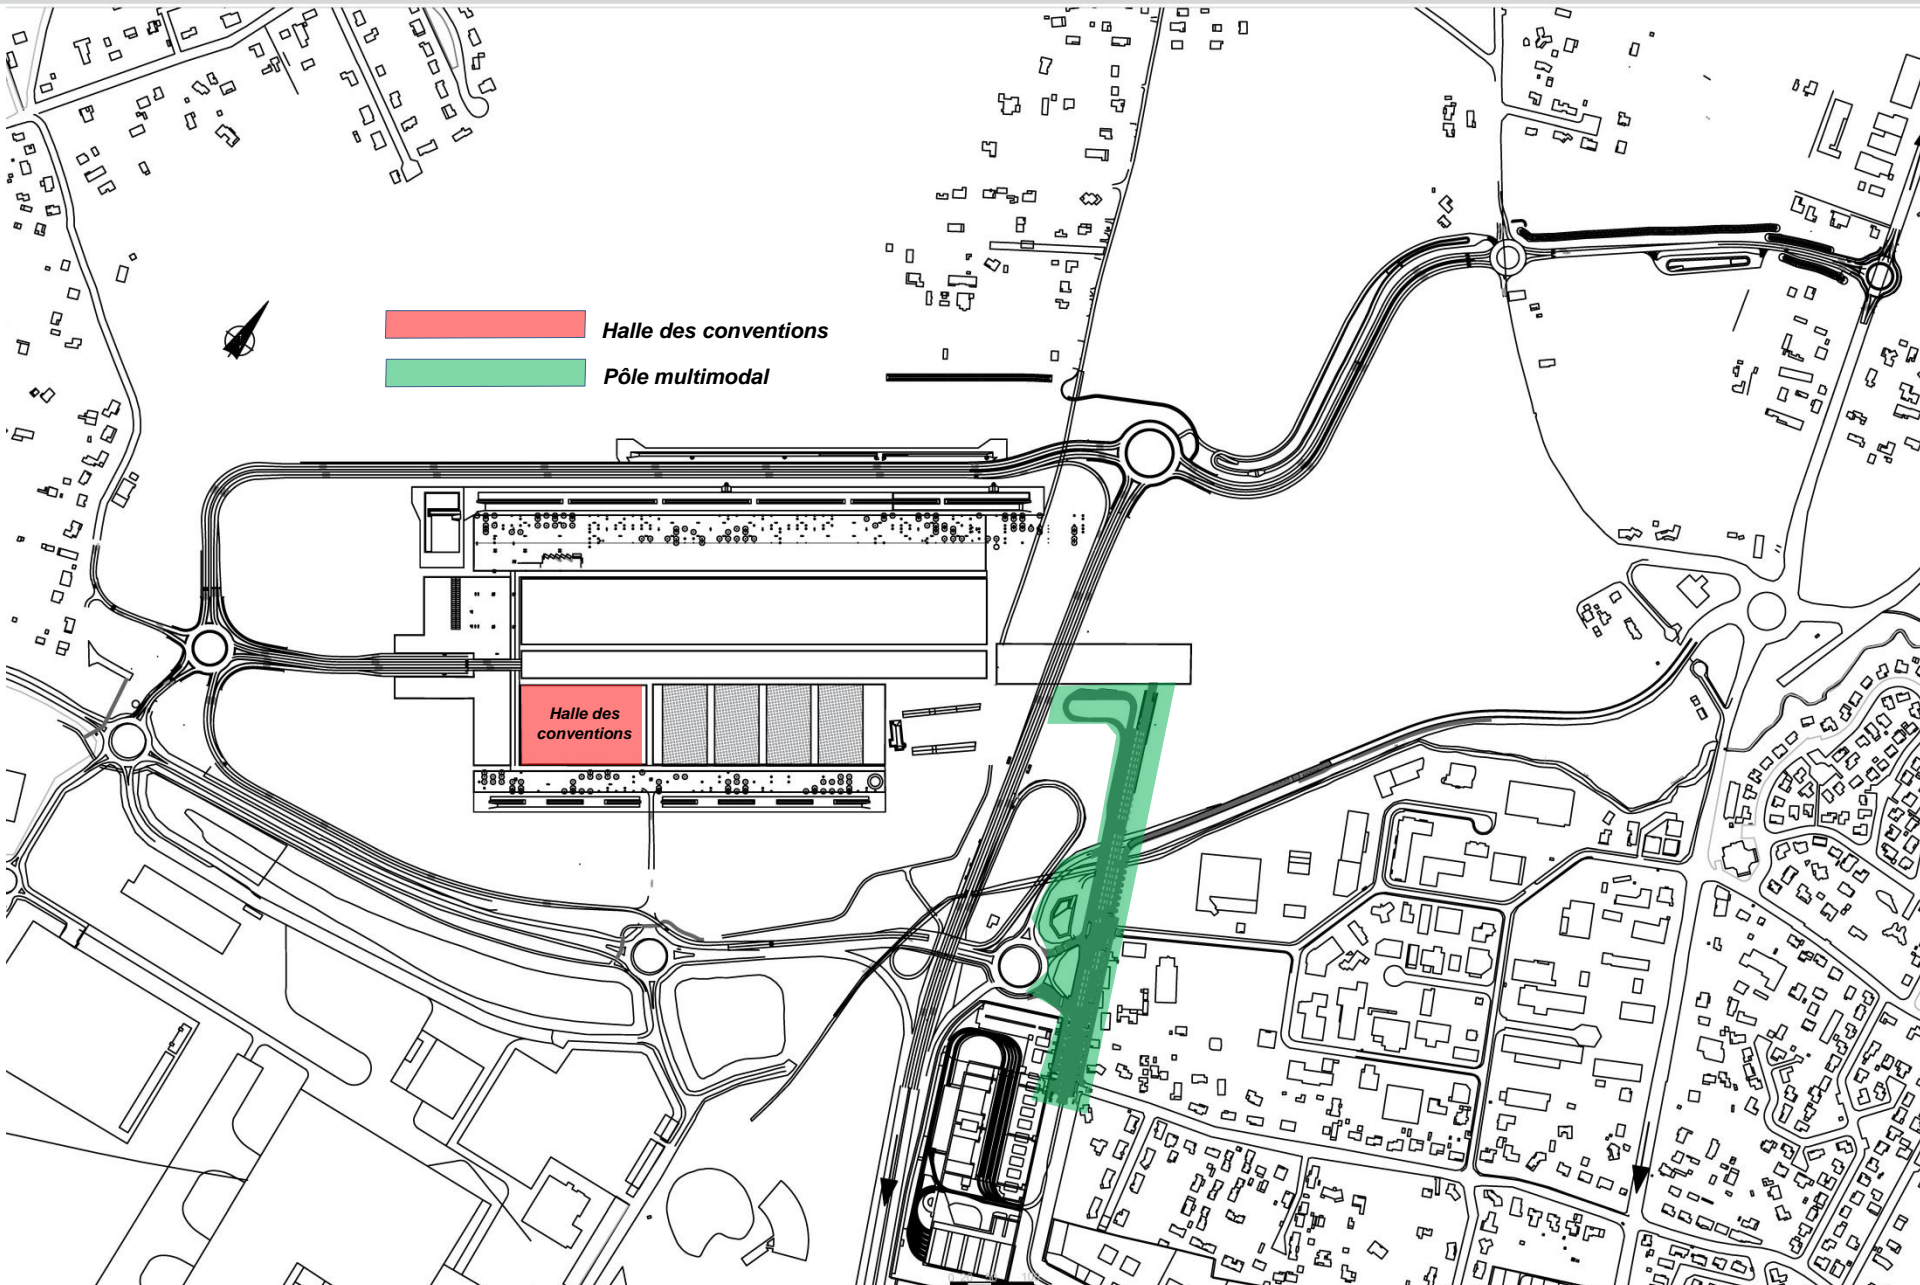 Halle des conventions
Pôle multimodal
Halle des
conventions